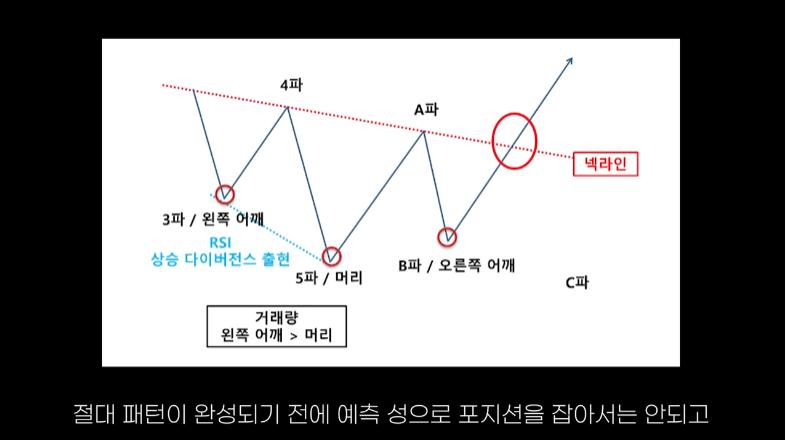 4파
A파
넥라인
3파 / 왼쪽 어깨
RSI
상승 다이버전스 출현
5파 / 머리
B파 / 오른쪽 어깨
C파
거래량
왼쪽 어깨 > 머리
절대 패턴이 완성되기 전에 예측 성으로 포지션을 잡아서는 안되고